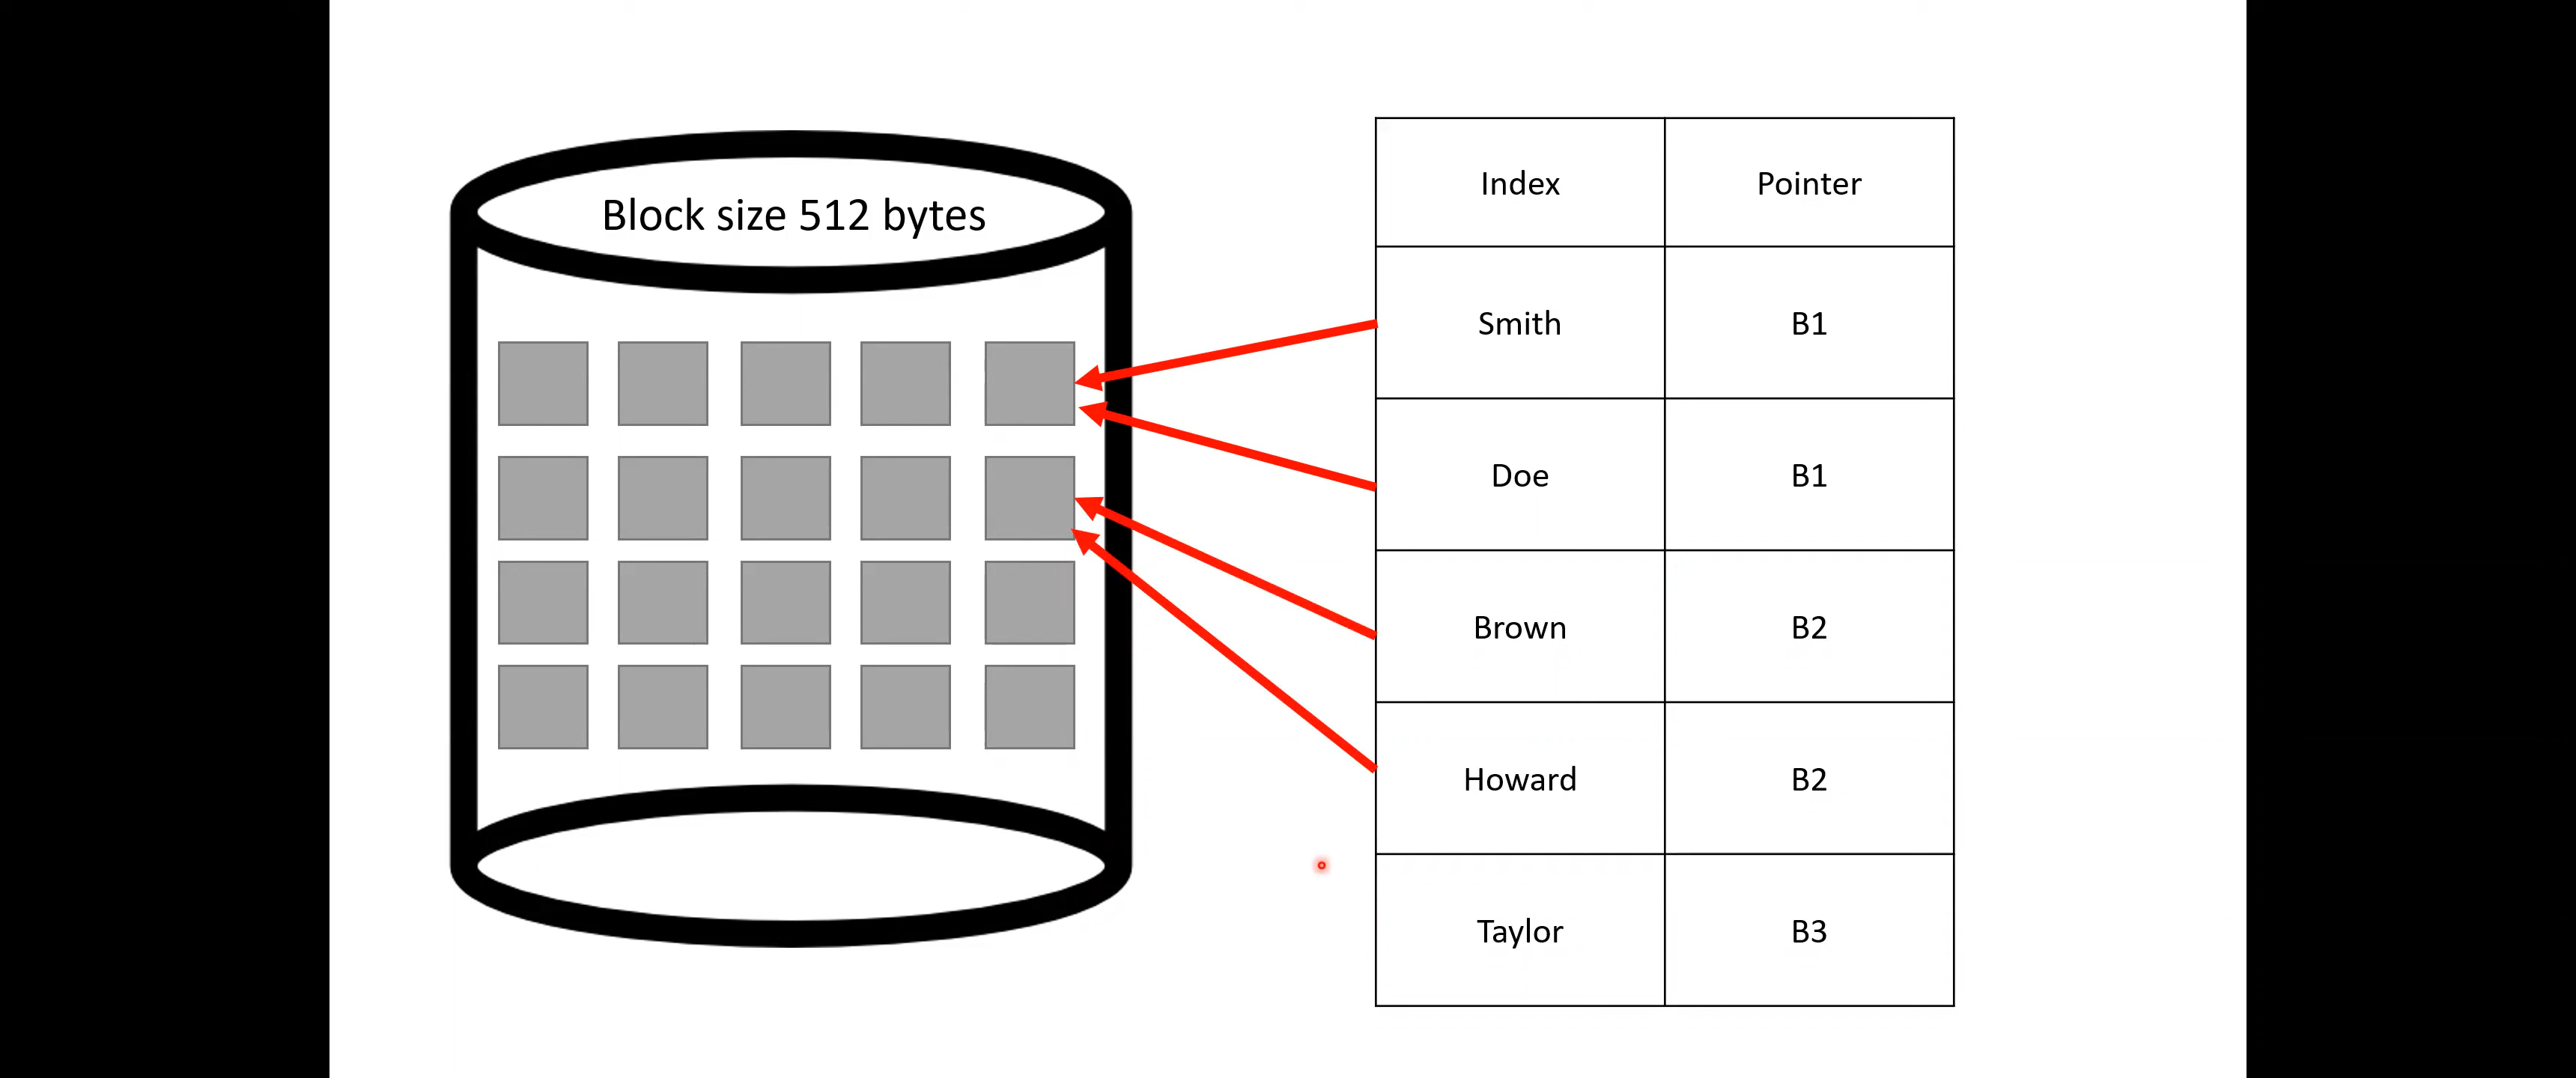 Block size 512 bytes
Index Pointer
Smith B1
Doe B1
Brown B2
Howard B2
Taylor B3